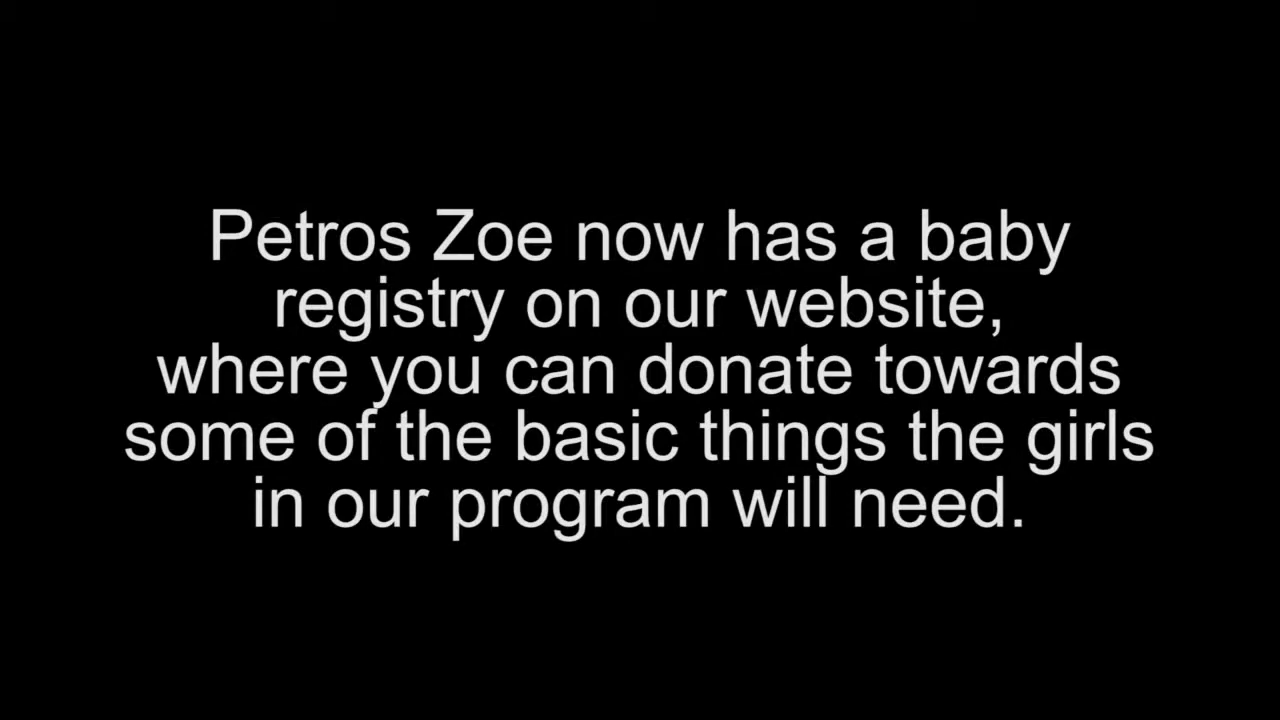 Petros Zoe now has a baby
registry on our website,
where you can donate towards
some of the basic things the girls
in our program will need.